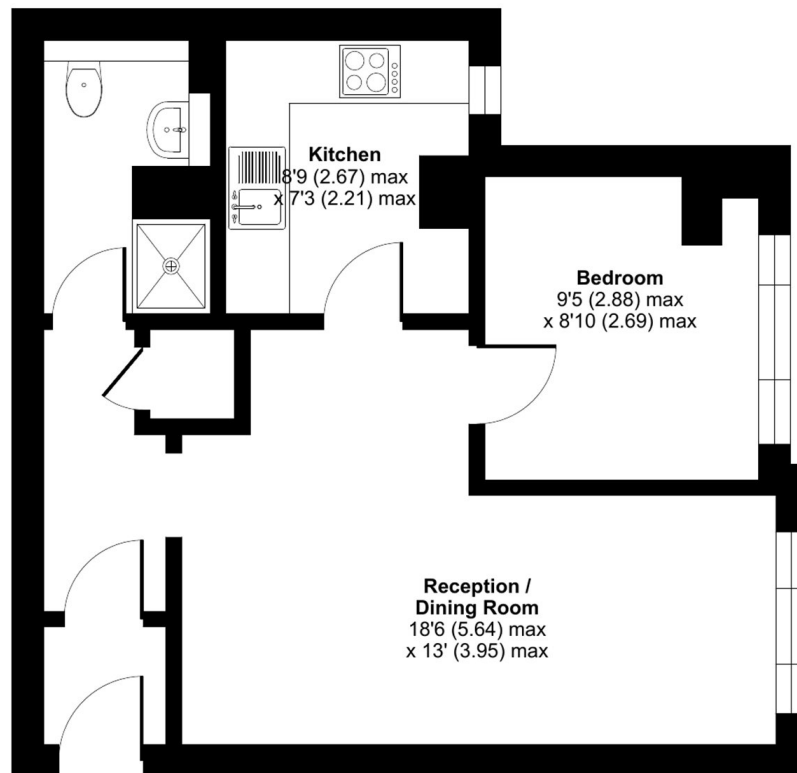 Kitchen
8'9 (2.67) max
x 7'3 (2.21) max
Bedroom
9'5 (2.88) max
x 8'10 (2.69) max
Reception /
Dining Room
18'6 (5.64) max
x 13' (3.95) max